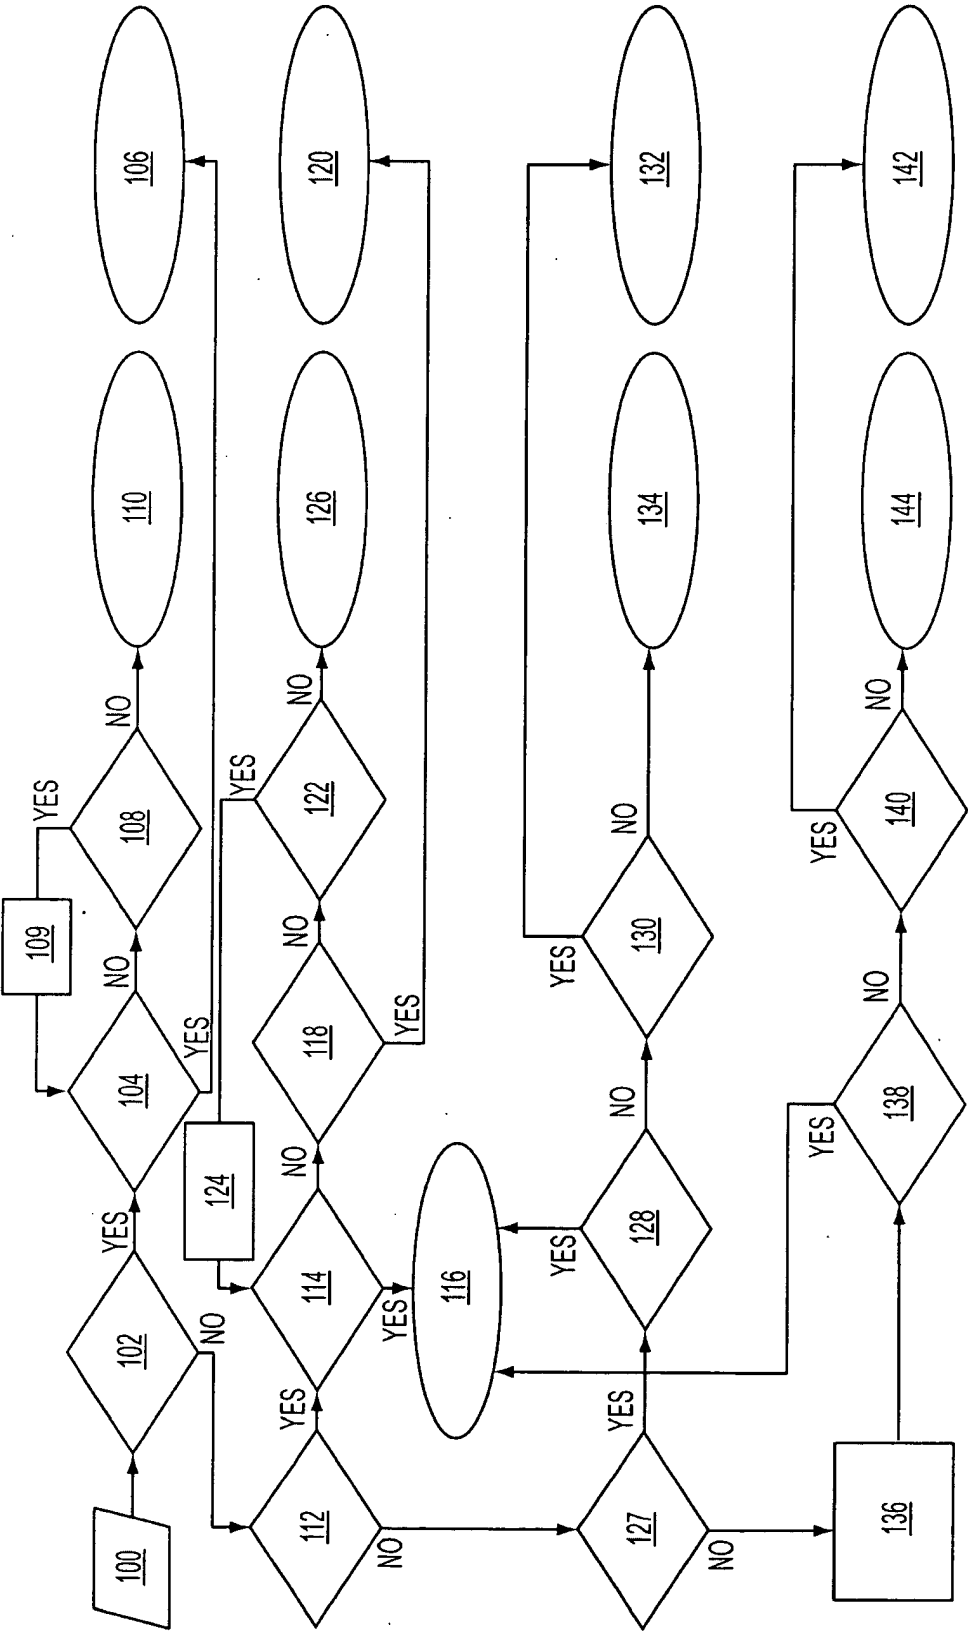 109
YES
100
102
YES
104
NO
108
NO
110
106
NO
YES
124
YES
112
YES
114
NO
118
NO
122
NO
126
120
NO
YES
YES
116
YES
YES
127
YES
128
NO
130
NO
134
132
NO
YES
YES
136
138
NO
140
NO
144
142